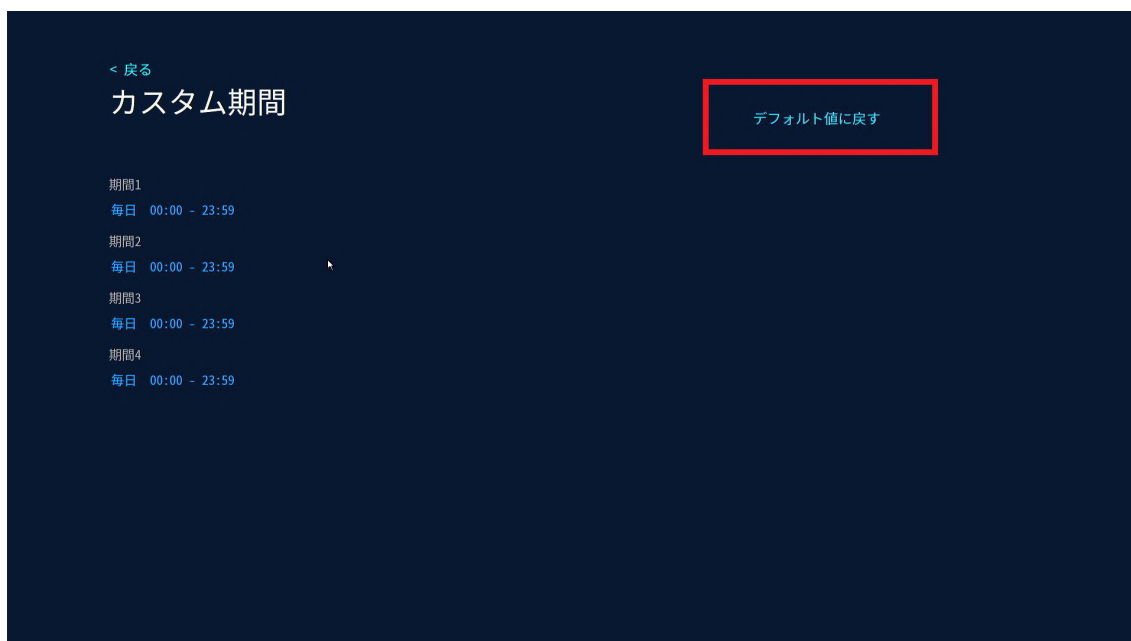 < 戻る
カスタム期間
デフォルト値に戻す
期間1
毎日 00:00 - 23:59
期間2
毎日 00:00 - 23:59
期間3
毎日 00:00 - 23:59
期間4
毎日 00:00 - 23:59